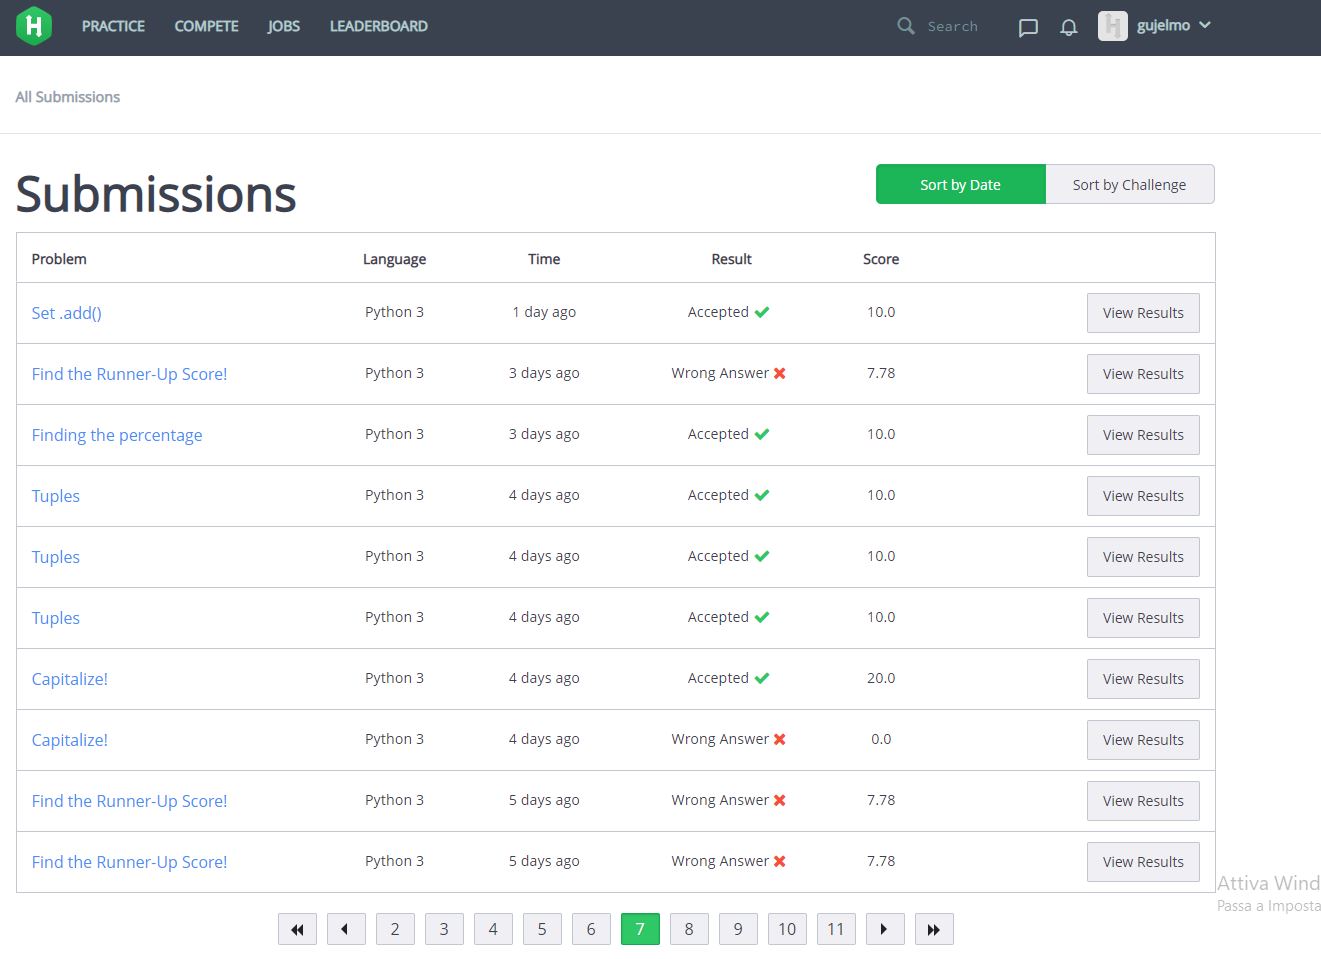 PRACTICE COMPETE JOBS LEADERBOARD Search gujelmo
All Submissions
Submissions
Sort by Date Sort by Challenge
Problem Language Time Result Score
Set .add() Python 3 1 day ago Accepted 10.0 View Results
Find the Runner-Up Score! Python 3 3 days ago Wrong Answer 7.78 View Results
Finding the percentage Python 3 3 days ago Accepted 10.0 View Results
Tuples Python 3 4 days ago Accepted 10.0 View Results
Tuples Python 3 4 days ago Accepted 10.0 View Results
Tuples Python 3 4 days ago Accepted 10.0 View Results
Capitalize! Python 3 4 days ago Accepted 20.0 View Results
Capitalize! Python 3 4 days ago Wrong Answer 0.0 View Results
Find the Runner-Up Score! Python 3 5 days ago Wrong Answer 7.78 View Results
Find the Runner-Up Score! Python 3 5 days ago Wrong Answer 7.78 View Results
Attiva Wind
Passa a Imposta
2 3 4 5 6 7 8 9 10 11